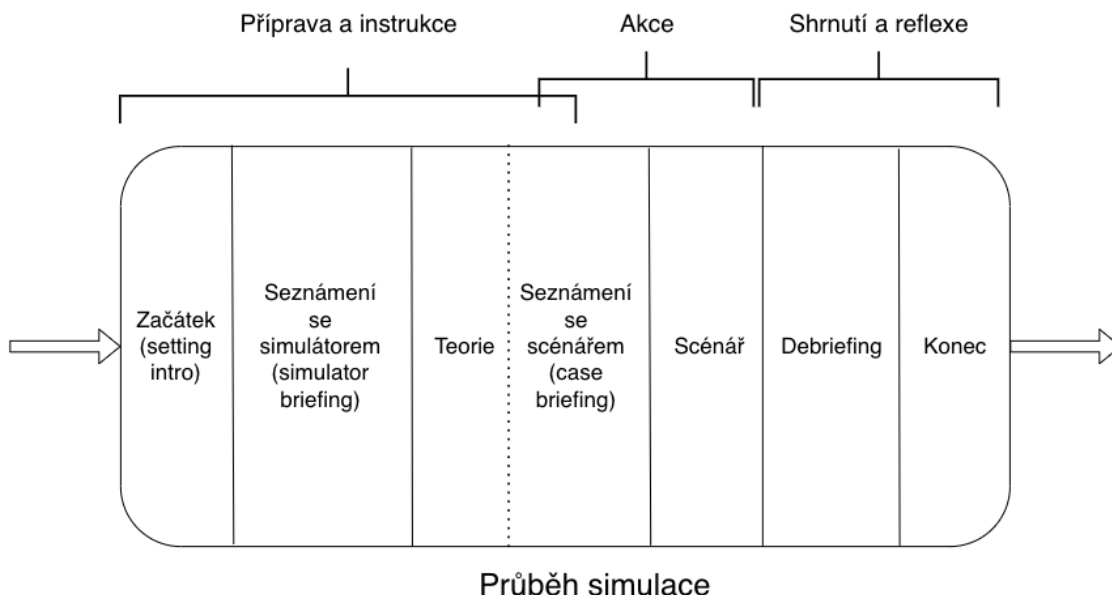 Příprava a instrukce
Akce
Shrnutí a reflexe
Začátek
(setting
intro)
Seznámení
se
simulátorem
(simulator
briefing)
Teorie
Seznámení
se
scénářem
(case
briefing)
Scénář
Debriefing
Konec
Průběh simulace